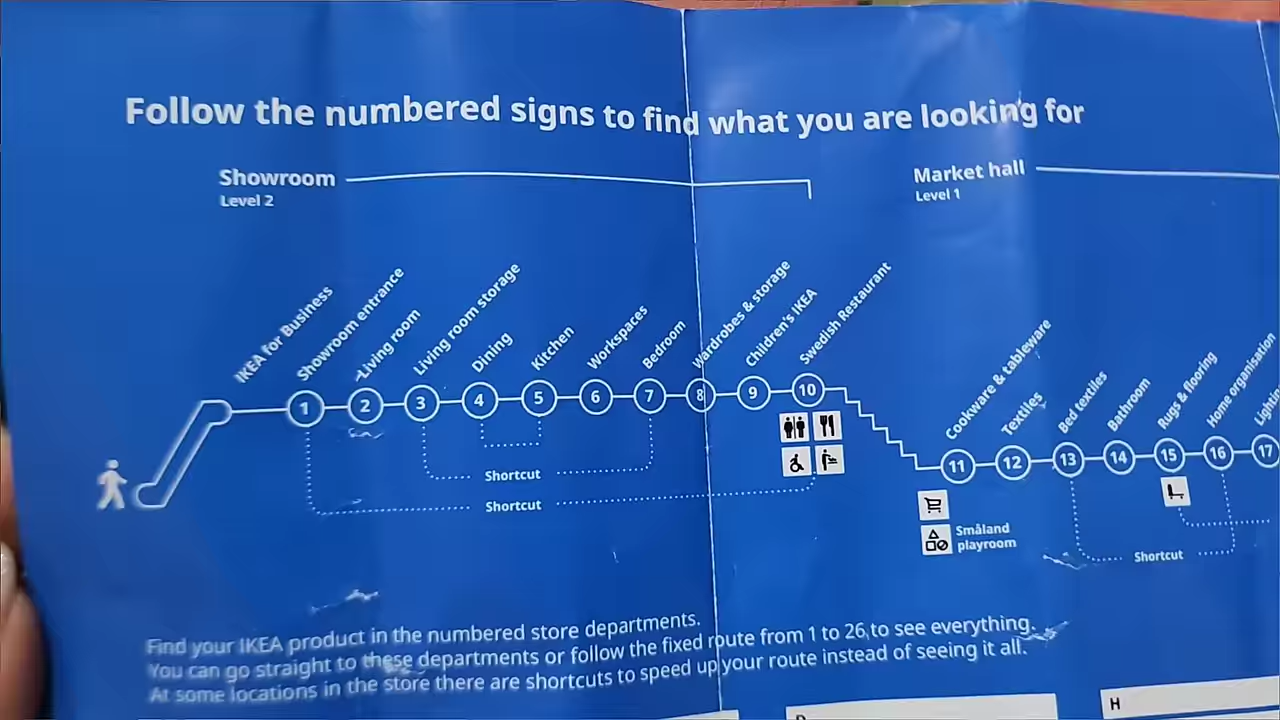 Follow the numbered signs to find what you are looking for
Showroom
Level 2
Market hall
Level 1
IKEA for Business
Showroom entrance
Living room
Living room storage
Dining
Kitchen
Workspaces
Bedroom
Wardrobes & storage
Children's IKEA
Swedish Restaurant
1 2 3 4 5 6 7 8 9 10
Shortcut
Shortcut
Cookware & tableware
Textiles
Bed textiles
Bathroom
Rugs & flooring
Home organisation
11 12 13 14 15 16 17
Småland
playroom
Shortcut
Find your IKEA product in the numbered store departments.
You can go straight to these departments or follow the fixed route from 1 to 26 to see everything.
At some locations in the store there are shortcuts to speed up your route instead of seeing it all.
H